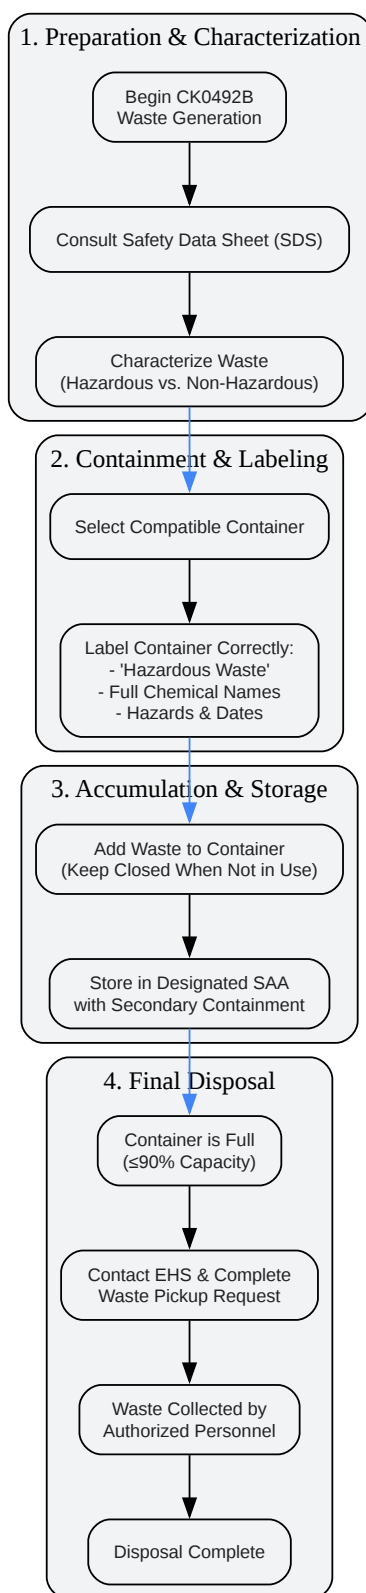 1. Preparation & Characterization
Begin CK0492B
Waste Generation
Consult Safety Data Sheet (SDS)
Characterize Waste
(Hazardous vs. Non-Hazardous)
2. Containment & Labeling
Select Compatible Container
Label Container Correctly:
- 'Hazardous Waste'
- Full Chemical Names
- Hazards & Dates
3. Accumulation & Storage
Add Waste to Container
(Keep Closed When Not in Use)
Store in Designated SAA
with Secondary Containment
4. Final Disposal
Container is Full
(≤90% Capacity)
Contact EHS & Complete
Waste Pickup Request
Waste Collected by
Authorized Personnel
Disposal Complete